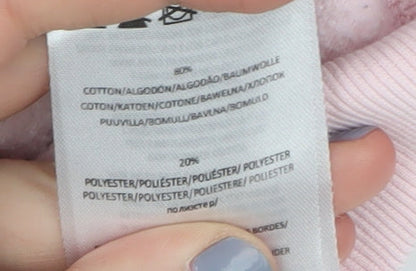 80%
COTTON/ALGODÓN/ALGODÃO/BAUMWOLLE
COTON/KATOEN/COTONE/BAWEŁNA/ХЛОПОК
PUUVILLA/BOMULL/BAVLNA/BOMULD
20%
POLYESTER/POLIÉSTER/POLIÉSTER/ POLYESTER
POLYESTER/POLYESTER/POLIESTERE/ POLIESTER
полиэстер/
BORDES/